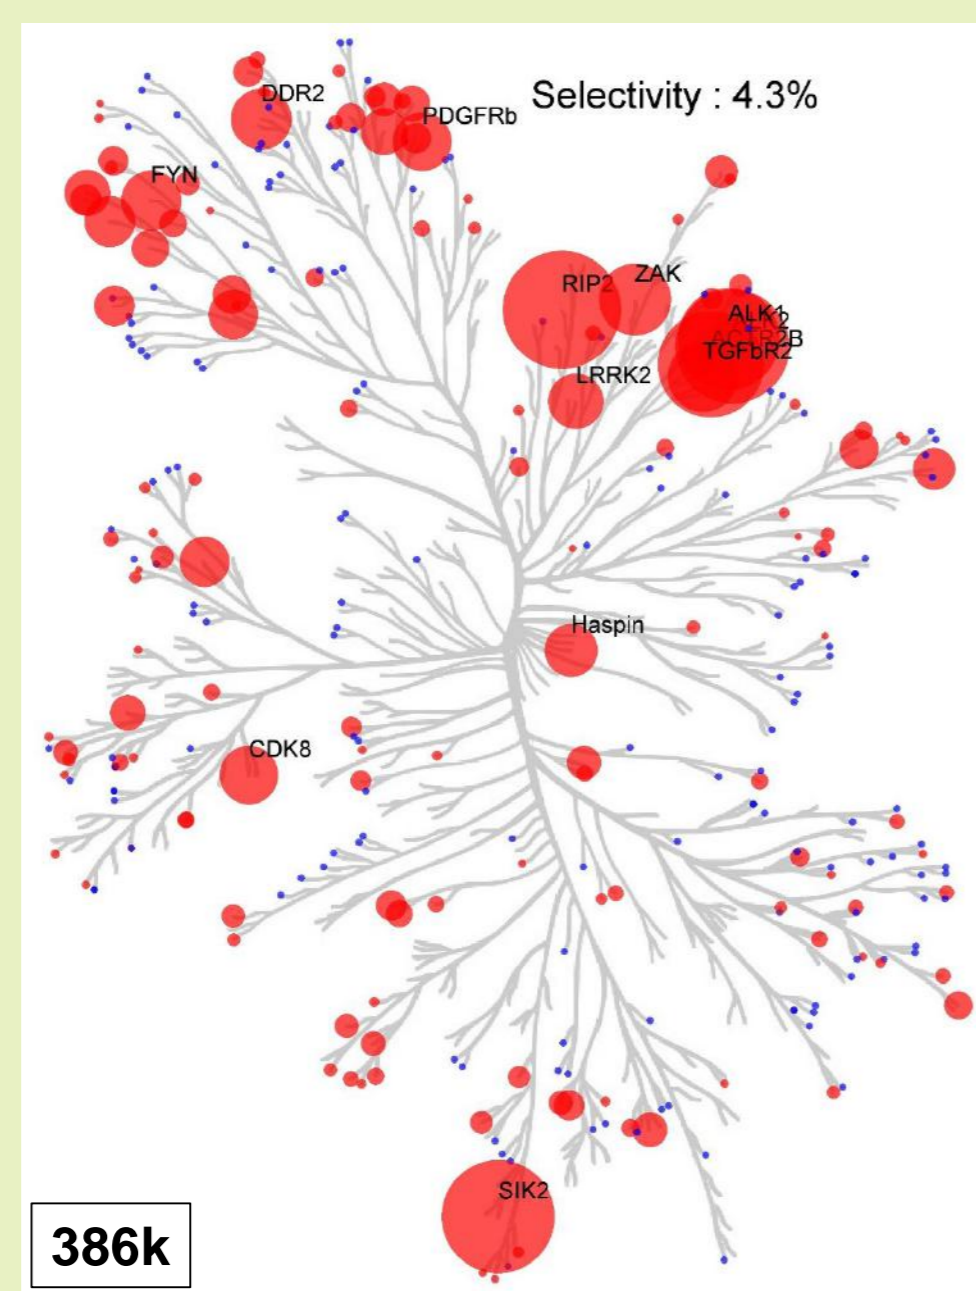 Selectivity : 4.3%
DDR2
PDGFRb
FYN
RIP2
ZAK
ALK1
TGFbR2
LRRK2
Haspin
CDK8
SIK2
386k